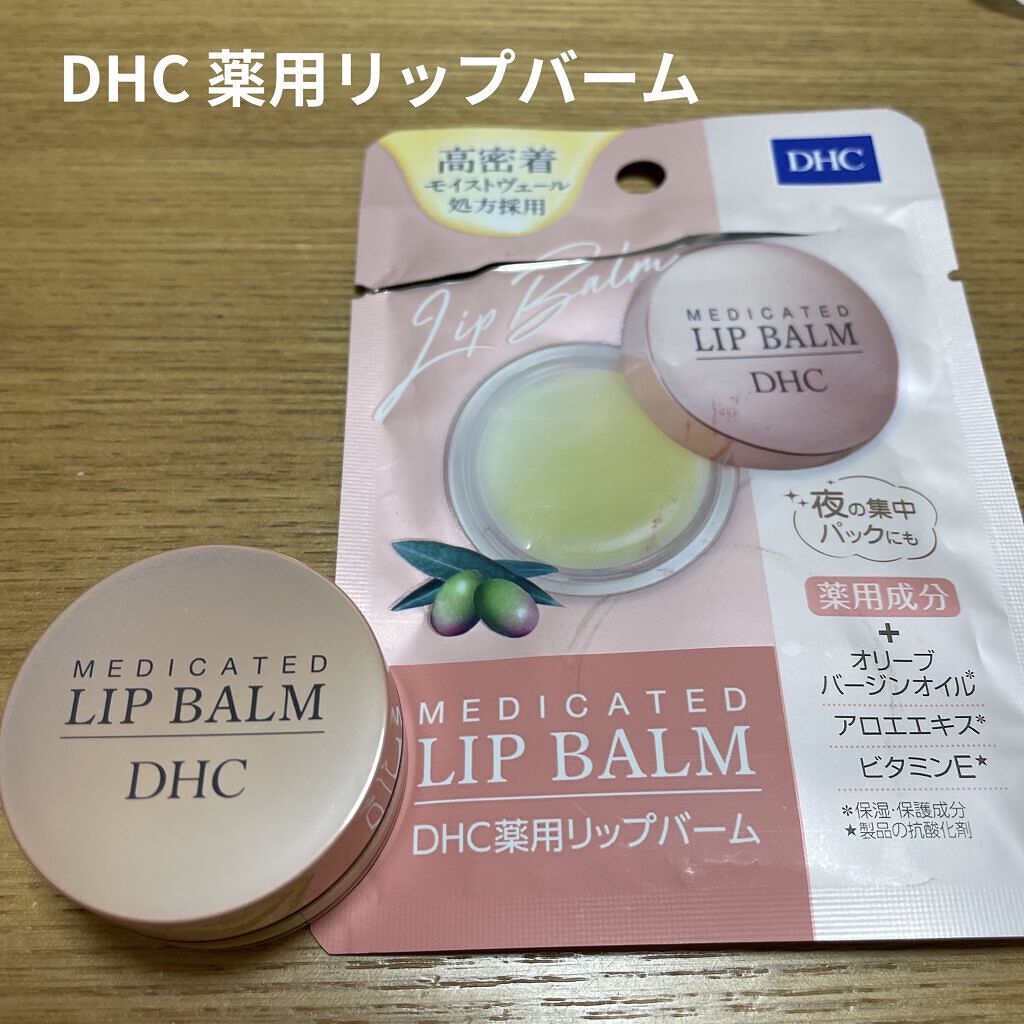 DHC 薬用リップバーム
高密着
モイストヴェール
処方採用
DHC
Lip Balm
MEDICATED
LIP BALM
DHC
夜の集中
パックにも
薬用成分
+
オリーブ
バージンオイル*
アロエエキス*
ビタミンE★
*保湿・保護成分
★製品の抗酸化剤
MEDICATED
LIP BALM
DHC薬用リップバーム
MEDICATED
LIP BALM
DHC